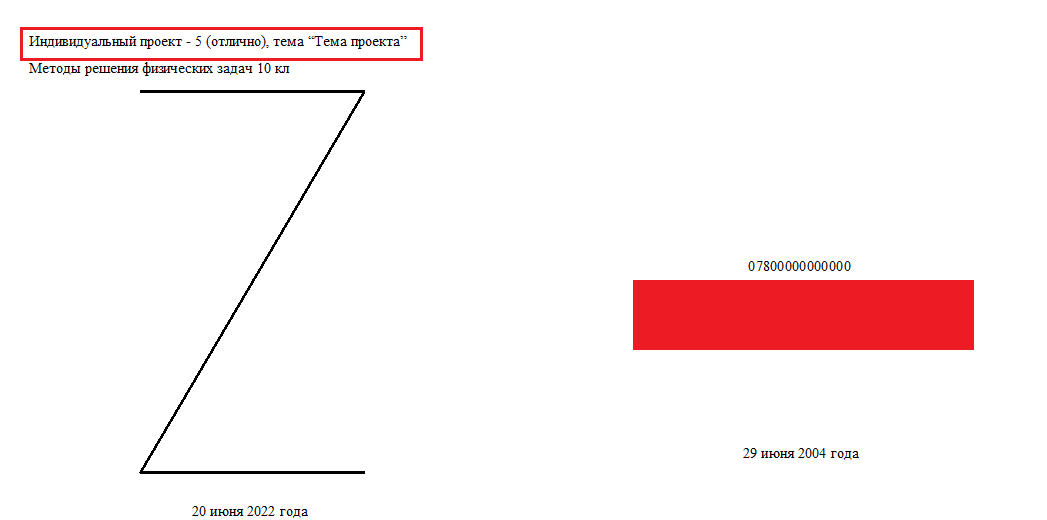 Индивидуальный проект - 5 (отлично), тема “Тема проекта”
Методы решения физических задач 10 кл
20 июня 2022 года
07800000000000
29 июня 2004 года